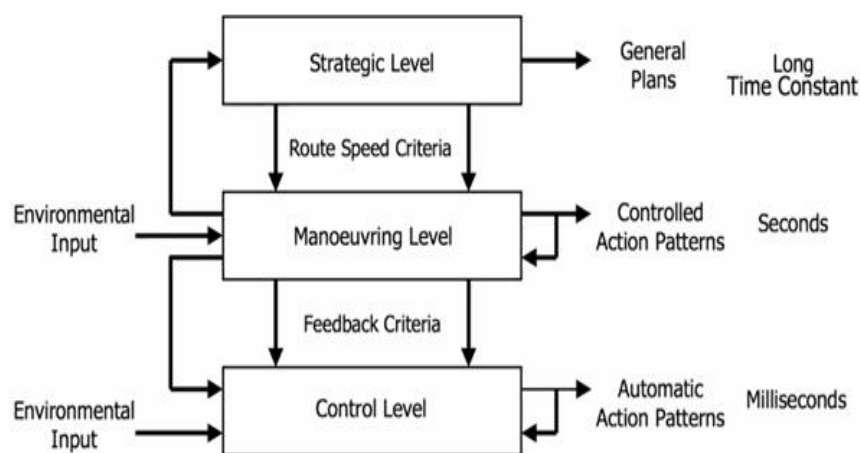 Strategic Level
General
Plans
Long
Time Constant
Route Speed Criteria
Environmental
Input
Manoeuvring Level
Controlled
Action Patterns
Seconds
Feedback Criteria
Environmental
Input
Control Level
Automatic
Action Patterns
Milliseconds